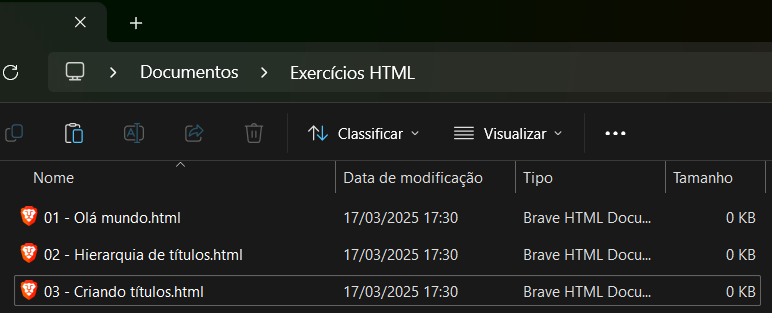 Documentos Exercícios HTML
Classificar Visualizar
Nome Data de modificação Tipo Tamanho
01 - Olá mundo.html 17/03/2025 17:30 Brave HTML Docu... 0 KB
02 - Hierarquia de títulos.html 17/03/2025 17:30 Brave HTML Docu... 0 KB
03 - Criando títulos.html 17/03/2025 17:30 Brave HTML Docu... 0 KB